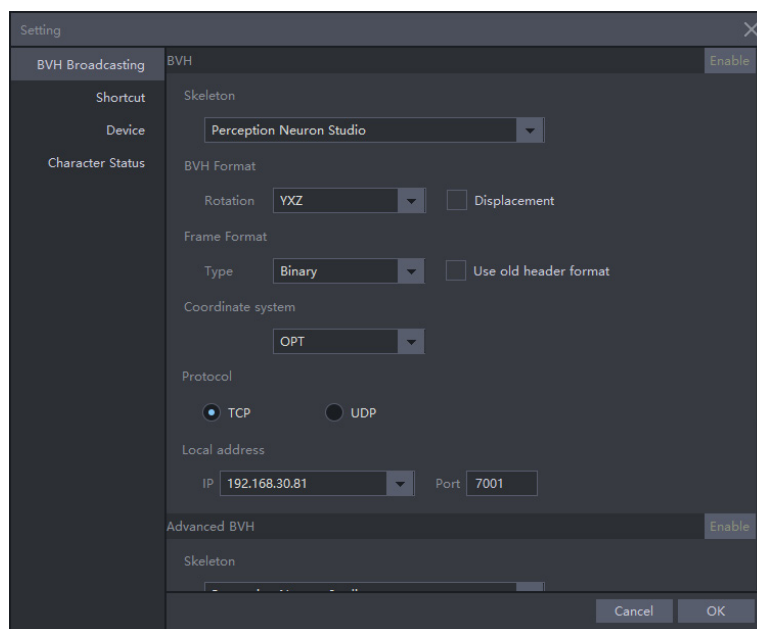 Setting
BVH Broadcasting
Shortcut
Device
Character Status
BVH
Enable
Skeleton
Perception Neuron Studio
BVH Format
Rotation YXZ Displacement
Frame Format
Type Binary Use old header format
Coordinate system
OPT
Protocol
TCP UDP
Local address
IP 192.168.30.81 Port 7001
Advanced BVH
Enable
Skeleton
Cancel OK